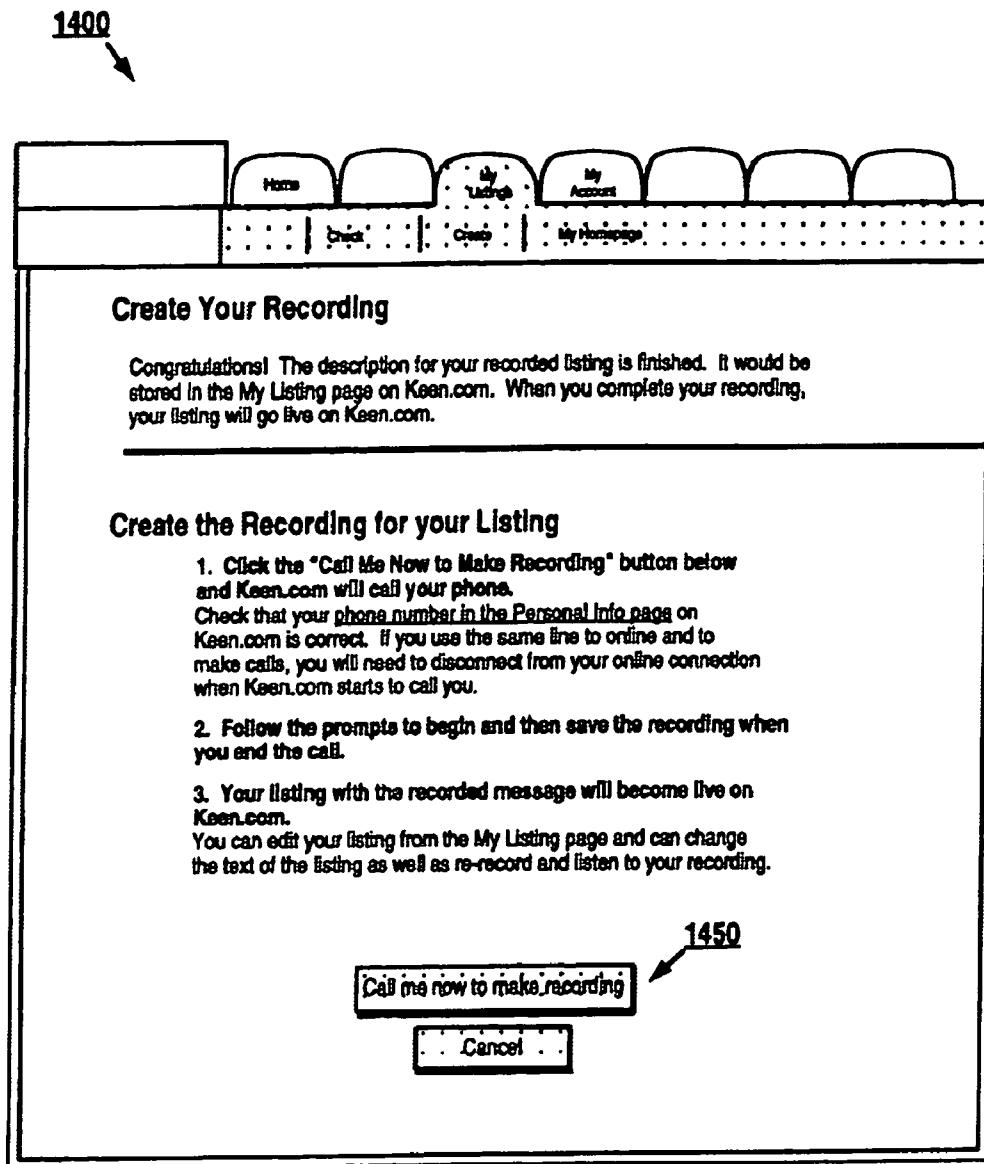 1400
Home
My
Listings
My
Account
Check
Create
My Homepage
Create Your Recording
Congratulations! The description for your recorded listing is finished. It would be
stored in the My Listing page on Keen.com. When you complete your recording,
your listing will go live on Keen.com.
Create the Recording for your Listing
1. Click the "Call Me Now to Make Recording" button below
and Keen.com will call your phone.
Check that your phone number in the Personal Info page on
Keen.com is correct. If you use the same line to online and to
make calls, you will need to disconnect from your online connection
when Keen.com starts to call you.
2. Follow the prompts to begin and then save the recording when
you end the call.
3. Your listing with the recorded message will become live on
Keen.com.
You can edit your listing from the My Listing page and can change
the text of the listing as well as re-record and listen to your recording.
1450
Call me now to make recording
Cancel